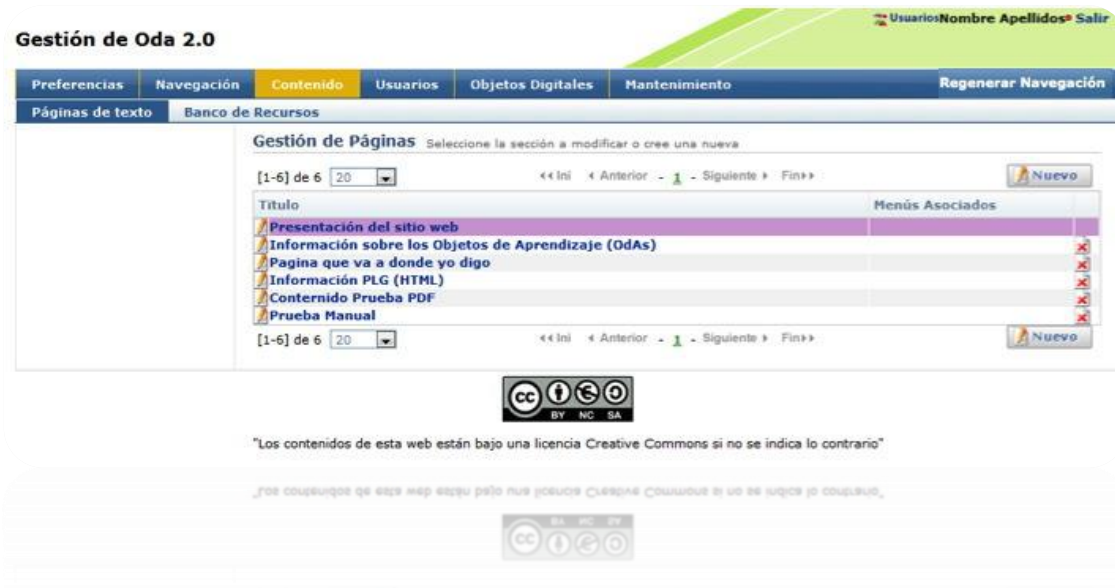 UsuariosNombre Apellidos Salir
Gestión de Oda 2.0
Preferencias Navegación Contenido Usuarios Objetos Digitales Mantenimiento Regenerar Navegación
Páginas de texto Banco de Recursos
Gestión de Páginas Seleccione la sección a modificar o cree una nueva
[1-6] de 6 20 Ini Anterior - 1 - Siguiente Fin Nuevo
Título Menús Asociados
Presentación del sitio web
Información sobre los Objetos de Aprendizaje (OdAs)
Pagina que va a donde yo digo
Información PLG (HTML)
Conternido Prueba PDF
Prueba Manual
[1-6] de 6 20 Ini Anterior - 1 - Siguiente Fin Nuevo
cc BY NC SA
"Los contenidos de esta web están bajo una licencia Creative Commons si no se indica lo contrario"